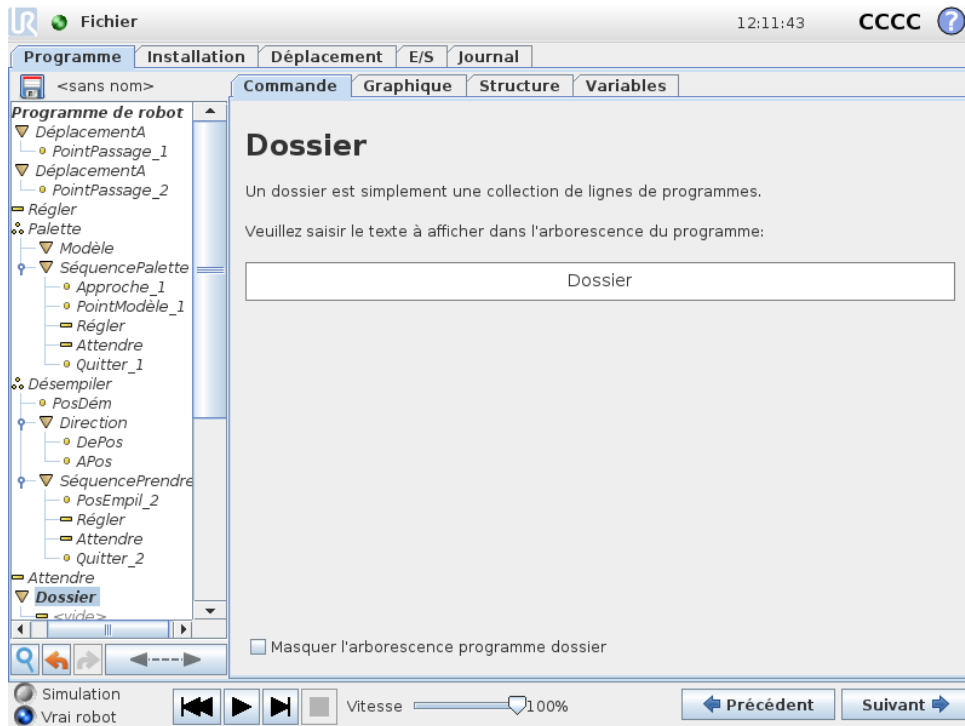 UR Fichier 12:11:43 CCCC ?
Programme Installation Déplacement E/S Journal
<sans nom>
Commande Graphique Structure Variables
Programme de robot
DéplacementA
PointPassage_1
DéplacementA
PointPassage_2
Régler
Palette
Modèle
SéquencePalette
Approche_1
PointModèle_1
Régler
Attendre
Quitter_1
Désempiler
PosDém
Direction
DePos
APos
SéquencePrendre
PosEmpil_2
Régler
Attendre
Quitter_2
Attendre
Dossier
<vide>
Dossier
Un dossier est simplement une collection de lignes de programmes.
Veuillez saisir le texte à afficher dans l'arborescence du programme:
Dossier
Masquer l'arborescence programme dossier
Simulation
Vrai robot
Vitesse 100%
Précédent Suivant